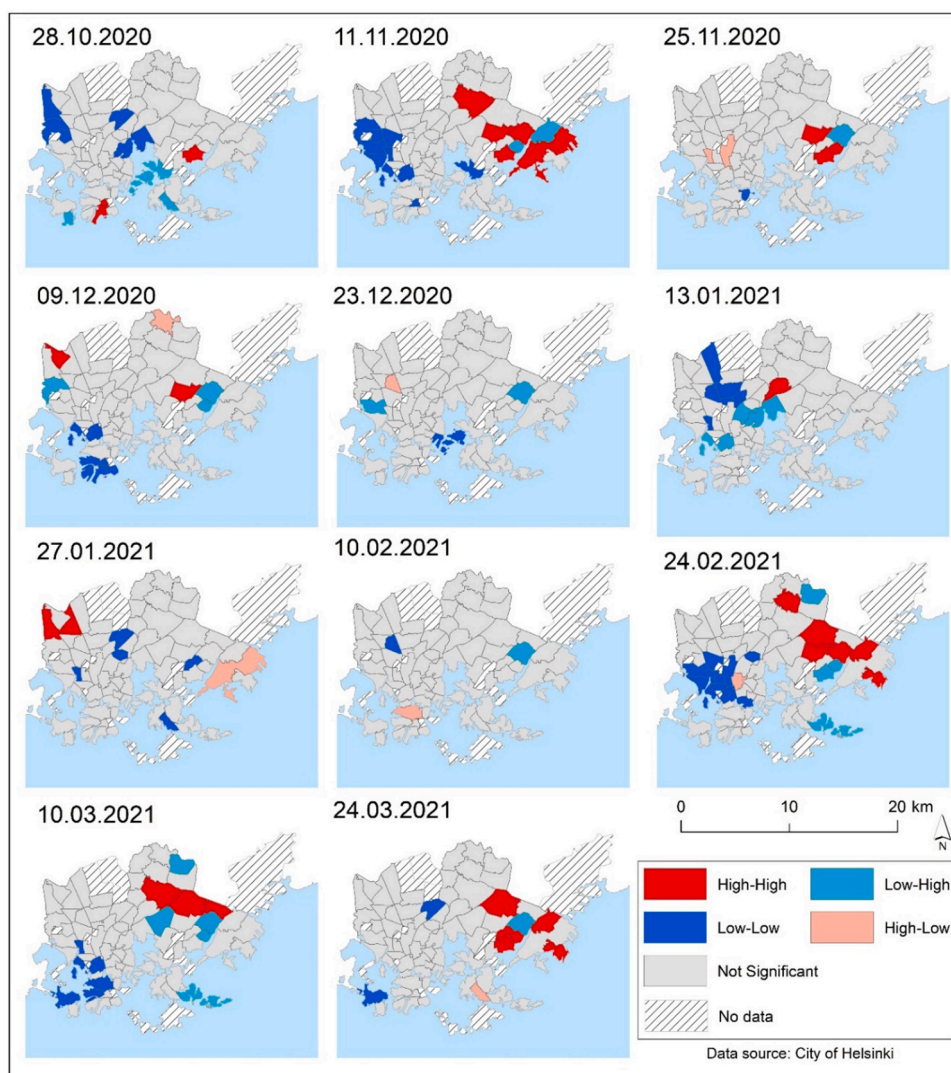 28.10.2020
11.11.2020
25.11.2020
09.12.2020
23.12.2020
13.01.2021
27.01.2021
10.02.2021
24.02.2021
10.03.2021
24.03.2021
0 10 20 km
N
High-High
Low-High
Low-Low
High-Low
Not Significant
No data
Data source: City of Helsinki